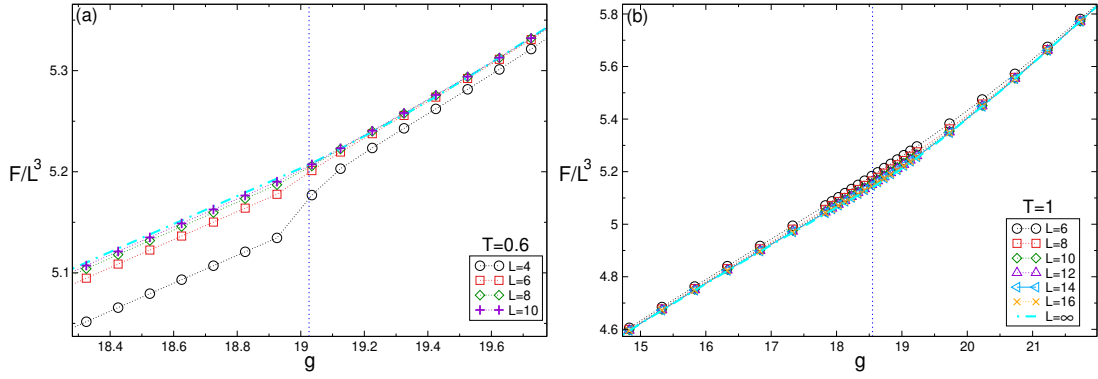 (a)
F/L³
5.3
5.2
5.1
18.4 18.6 18.8 19 19.2 19.4 19.6
g
T=0.6
L=4
L=6
L=8
L=10
(b)
F/L³
5.8
5.6
5.4
5.2
5
4.8
4.6
15 16 17 18 19 20 21
g
T=1
L=6
L=8
L=10
L=12
L=14
L=16
L=∞